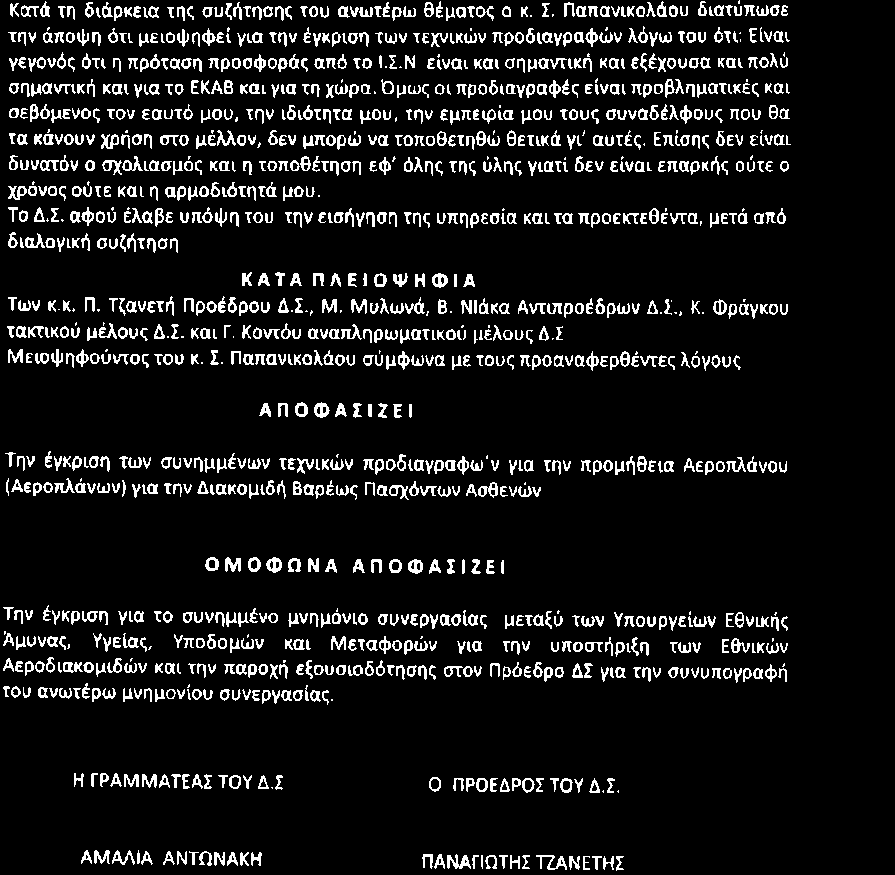 Κατά τη διάρκεια της συζήτησης του ανωτέρω θέματος ο κ. Σ. Παπανικολάου διατύπωσε
την άποψη ότι μειοψηφεί για την έγκριση των τεχνικών προδιαγραφών λόγω του ότι: Είναι
γεγονός ότι η πρόταση προσφοράς από το Ι.Σ.Ν είναι και σημαντική και εξέχουσα και πολύ
σημαντική και για το ΕΚΑΒ και για τη χώρα. Όμως οι προδιαγραφές είναι προβληματικές και
σεβόμενος τον εαυτό μου, την ιδιότητα μου, την εμπειρία μου τους συναδέλφους που θα
τα κάνουν χρήση στο μέλλον, δεν μπορώ να τοποθετηθώ θετικά γι' αυτές. Επίσης δεν είναι
δυνατόν ο σχολιασμός και η τοποθέτηση εφ' όλης της ύλης γιατί δεν είναι επαρκής ούτε ο
χρόνος ούτε και η αρμοδιότητά μου.
Το Δ.Σ. αφού έλαβε υπόψη του την εισήγηση της υπηρεσία και τα προεκτεθέντα, μετά από
διαλογική συζήτηση
ΚΑΤΑ ΠΛΕΙΟΨΗΦΙΑ
Των κ.κ. Π. Τζανετή Προέδρου Δ.Σ., Μ. Μυλωνά, Β. ΝΙάκα Αντιπροέδρων Δ.Σ., Κ. Φράγκου
τακτικού μέλους Δ.Σ. και Γ. Κοντόυ αναπληρωματικού μέλους Δ.Σ
Μειοψηφούντος του κ. Σ. Παπανικολάου σύμφωνα με τους προαναφερθέντες λόγους
ΑΠΟΦΑΣΙΖΕΙ
Την έγκριση των συνημμένων τεχνικών προδιαγραφω'ν για την προμήθεια Αεροπλάνου
(Αεροπλάνων) για την Διακομιδή Βαρέως Πασχόντων Ασθενών
ΟΜΟΦΩΝΑ ΑΠΟΦΑΣΙΖΕΙ
Την έγκριση για το συνημμένο μνημόνιο συνεργασίας μεταξύ των Υπουργείων Εθνικής
Άμυνας, Υγείας, Υποδομών και Μεταφορών για την υποστήριξη των Εθνικών
Αεροδιακομιδών και την παροχή εξουσιοδότησης στον Πρόεδρο ΔΣ για την συνυπογραφή
του ανωτέρω μνημονίου συνεργασίας.
Η ΓΡΑΜΜΑΤΕΑΣ ΤΟΥ Δ.Σ
Ο ΠΡΟΕΔΡΟΣ ΤΟΥ Δ.Σ.
ΑΜΑΛΙΑ ΑΝΤΩΝΑΚΗ
ΠΑΝΑΓΙΩΤΗΣ ΤΖΑΝΕΤΗΣ